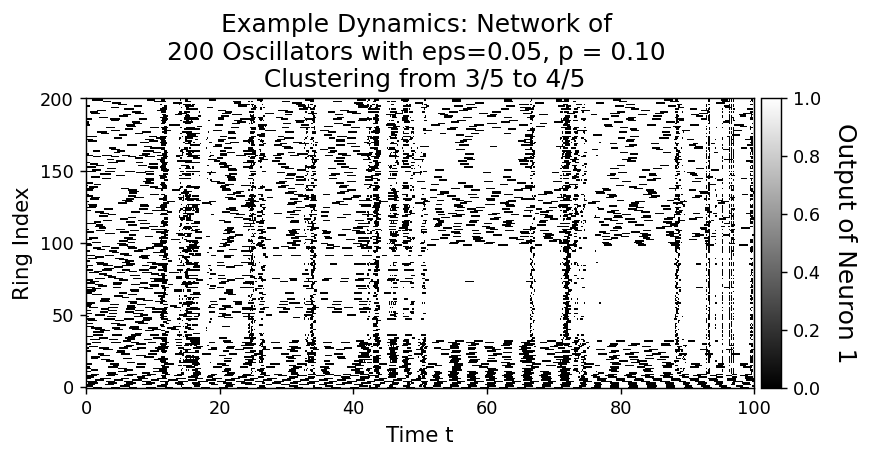 Example Dynamics: Network of
200 Oscillators with eps=0.05, p = 0.10
Clustering from 3/5 to 4/5
200
150
100
50
0
Ring Index
0 20 40 60 80 100
Time t
1.0
0.8
0.6
0.4
0.2
0.0
Output of Neuron 1